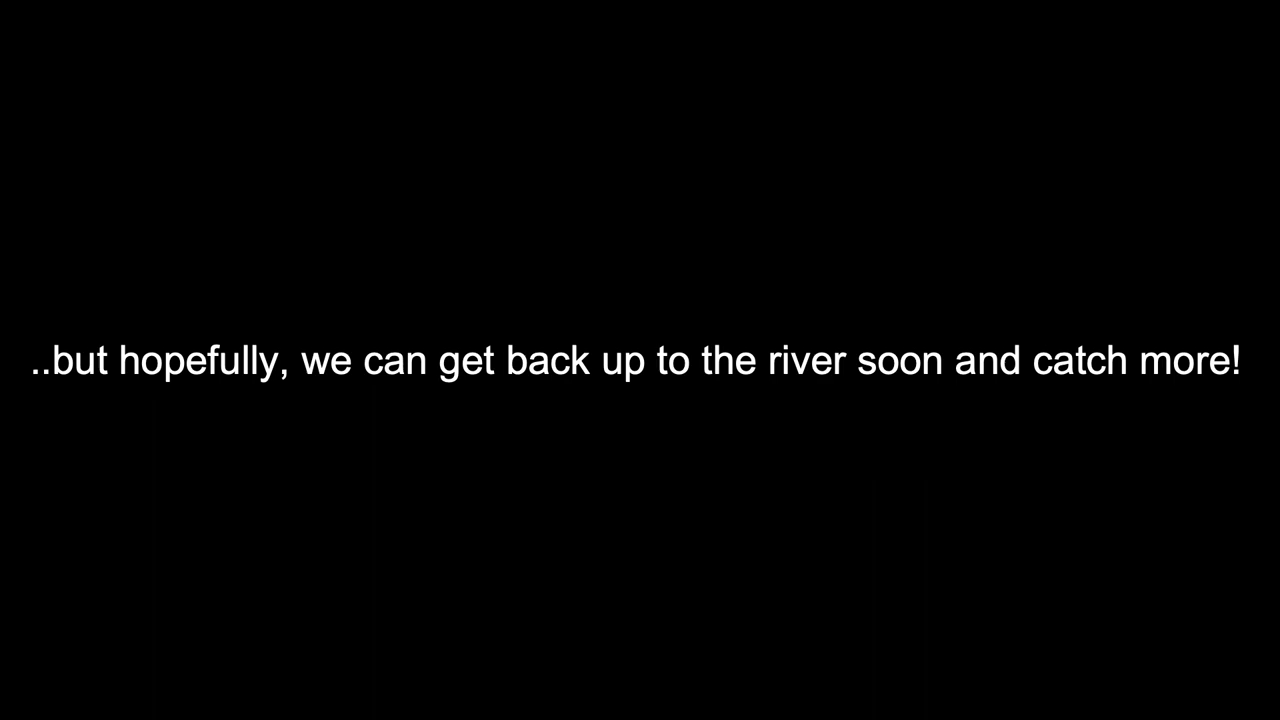 ..but hopefully, we can get back up to the river soon and catch more!